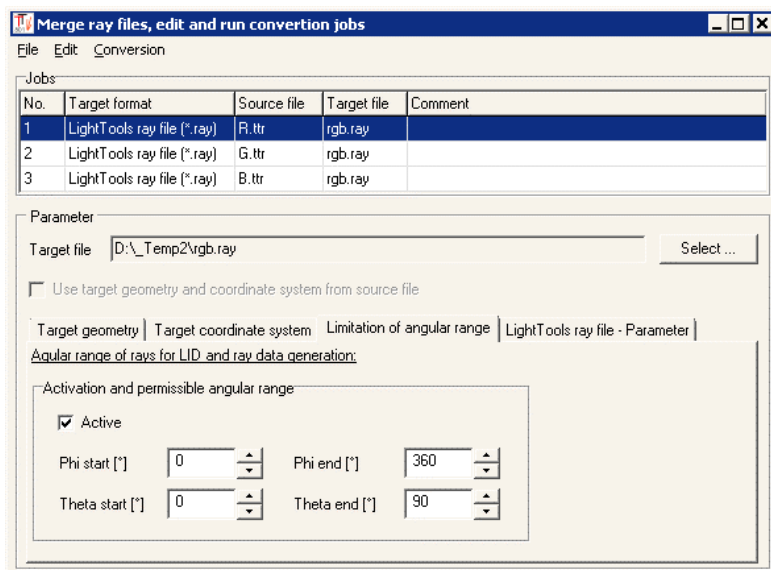 Merge ray files, edit and run convertion jobs
File Edit Conversion
Jobs
No. Target format Source file Target file Comment
1 LightTools ray file (*.ray) R.ttr rgb.ray
2 LightTools ray file (*.ray) G.ttr rgb.ray
3 LightTools ray file (*.ray) B.ttr rgb.ray
Parameter
Target file D:\_Temp2\rgb.ray Select ...
Use target geometry and coordinate system from source file
Target geometry Target coordinate system Limitation of angular range LightTools ray file - Parameter
Aqular range of rays for LID and ray data generation:
Activation and permissible angular range
Active
Phi start [°] 0 Phi end [°] 360
Theta start [°] 0 Theta end [°] 90